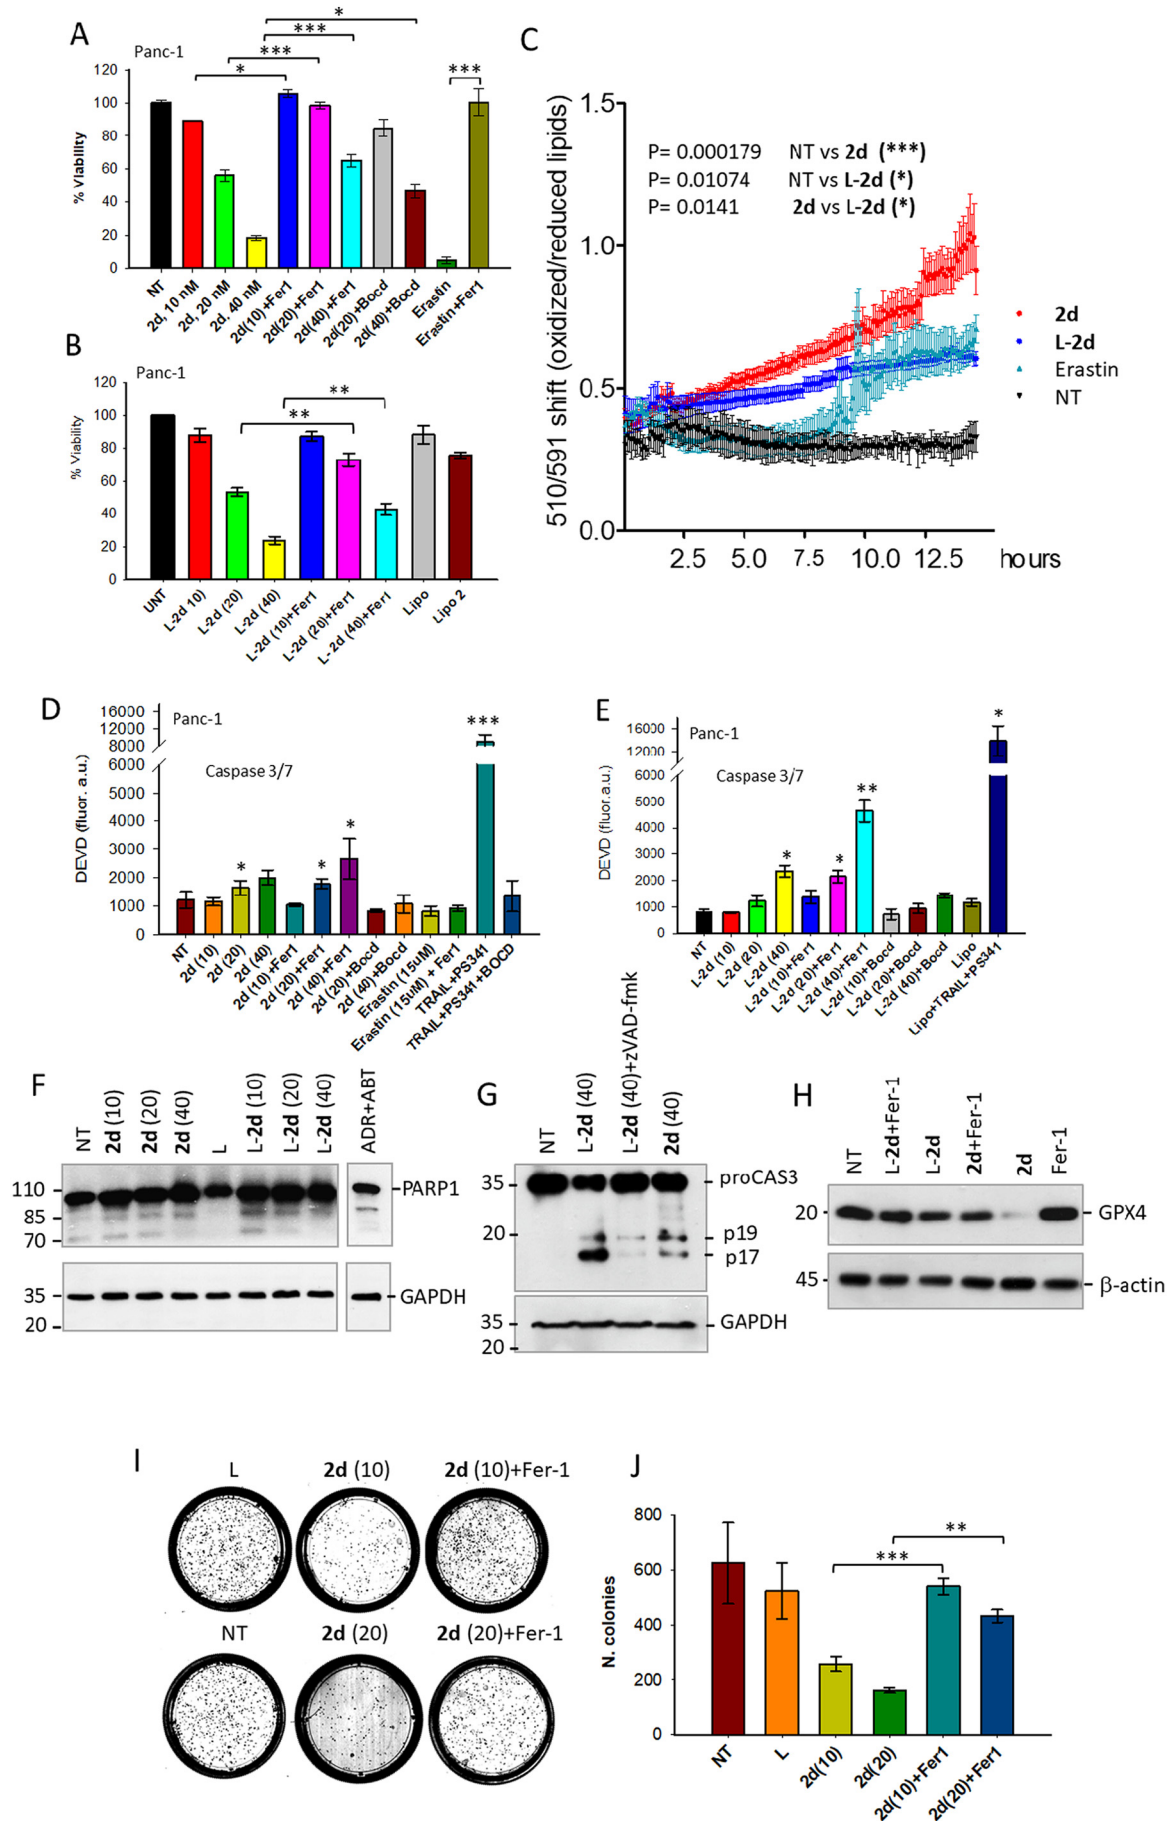 A
Panc-1
*
***
***
*
***
120
100
80
60
40
20
0
% Viability
NT
2d, 10 nM
2d, 20 nM
2d. 40 nM
2d(10)+Fer1
2d(20)+Fer1
2d(40)+Fer1
2d(20)+Bocd
2d(40)+Bocd
Erastin
Erastin+Fer1
B
Panc-1
**
**
120
100
80
60
40
20
0
% Viability
UNT
L-2d 10)
L-2d (20)
L-2d (40)
L-2d (10)+Fer1
L-2d (20)+Fer1
L- 2d (40)+Fer1
Lipo
Lipo 2
C
510/591 shift (oxidized/reduced lipids)
1.5
1.0
0.5
0.0
P= 0.000179 NT vs 2d (***)
P= 0.01074 NT vs L-2d (*)
P= 0.0141 2d vs L-2d (*)
2d
L-2d
Erastin
NT
2.5 5.0 7.5 10.0 12.5 hours
D
Panc-1
Caspase 3/7
DEVD (fluor. a.u.)
16000
12000
8000
6000
5000
4000
3000
2000
1000
0
*
*
*
***
NT
2d (10)
2d (20)
2d (40)
2d (10)+Fer1
2d (20)+Fer1
2d (40)+Fer1
2d (20)+Bocd
2d (40)+Bocd
Erastin (15uM)
Erastin (15uM) + Fer1
TRAIL+PS341
TRAIL+PS341+BOCD
E
Panc-1
Caspase 3/7
DEVD (fluor. a.u.)
16000
12000
6000
5000
4000
3000
2000
1000
0
*
*
**
*
NT
L-2d (10)
L-2d (20)
L-2d (40)
L-2d (10)+Fer1
L-2d (20)+Fer1
L-2d (40)+Fer1
L-2d (10)+Bocd
L-2d (20)+Bocd
L-2d (40)+Bocd
Lipo
Lipo+TRAIL+PS341
F
NT
2d (10)
2d (20)
2d (40)
L
L-2d (10)
L-2d (20)
L-2d (40)
ADR+ABT
110
85
70
PARP1
35
20
GAPDH
G
NT
L-2d (40)
L-2d (40)+zVAD-fmk
2d (40)
35
20
proCAS3
p19
p17
35
20
GAPDH
H
NT
L-2d+Fer-1
L-2d
2d+Fer-1
2d
Fer-1
20
GPX4
45
β-actin
I
L 2d (10) 2d (10)+Fer-1
NT 2d (20) 2d (20)+Fer-1
J
N. colonies
800
600
400
200
0
***
**
NT
L
2d(10)
2d(20)
2d(10)+Fer1
2d(20)+Fer1